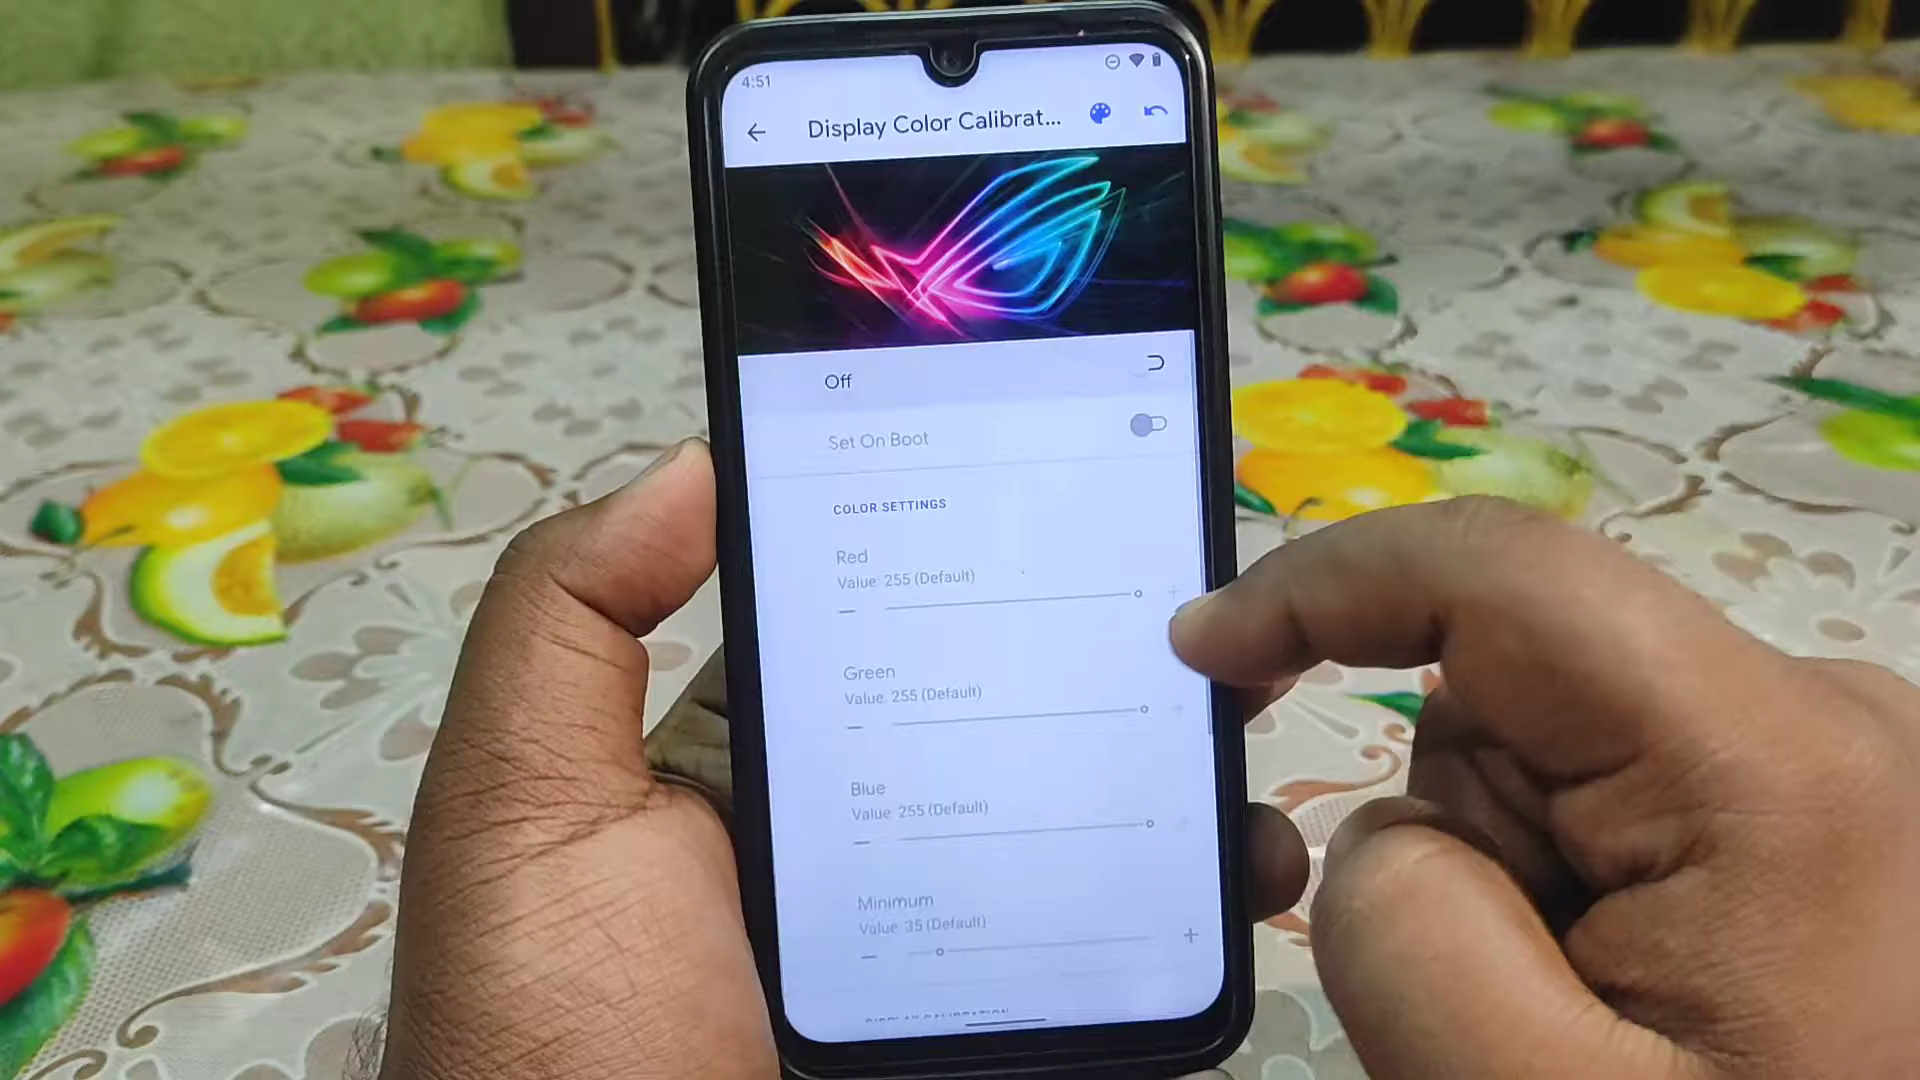 4:51
Display Color Calibrat...
Off
Set On Boot
COLOR SETTINGS
Red
Value: 255 (Default)
Green
Value: 255 (Default)
Blue
Value: 255 (Default)
Minimum
Value: 35 (Default)